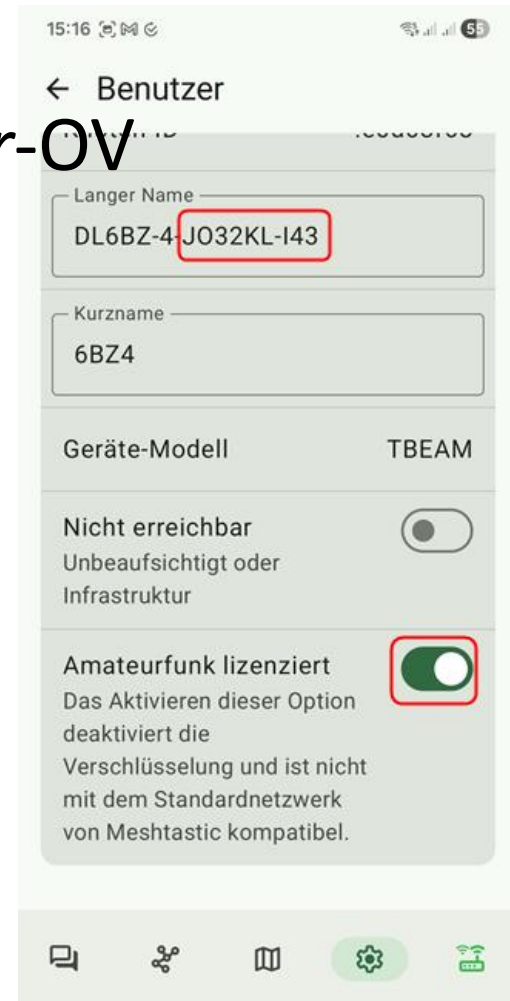 15:16
55
← Benutzer
r-OV
Langer Name
DL6BZ-4-JO32KL-I43
Kurzname
6BZ4
Geräte-Modell TBEAM
Nicht erreichbar
Unbeaufsichtigt oder
Infrastruktur
Amateurfunk lizenziert
Das Aktivieren dieser Option
deaktiviert die
Verschlüsselung und ist nicht
mit dem Standardnetzwerk
von Meshtastic kompatibel.